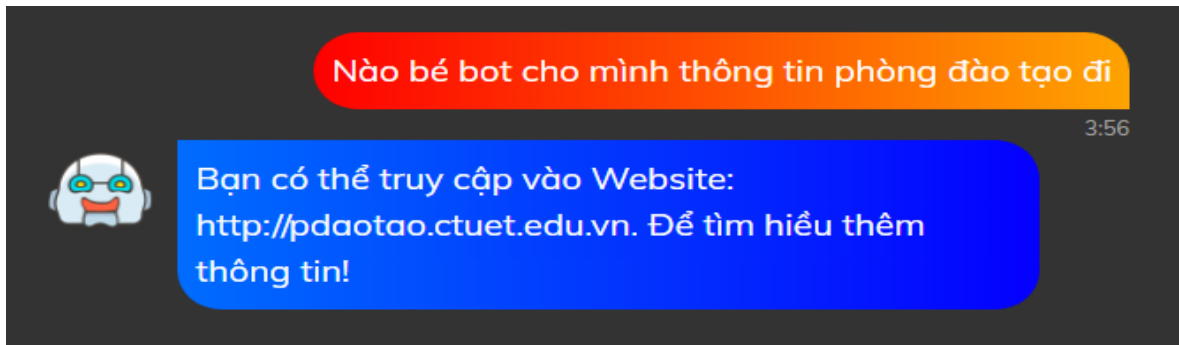 Nào bé bot cho mình thông tin phòng đào tạo đi
3:56
Bạn có thể truy cập vào Website:
http://pdaotao.ctuet.edu.vn. Để tìm hiều thêm
thông tin!